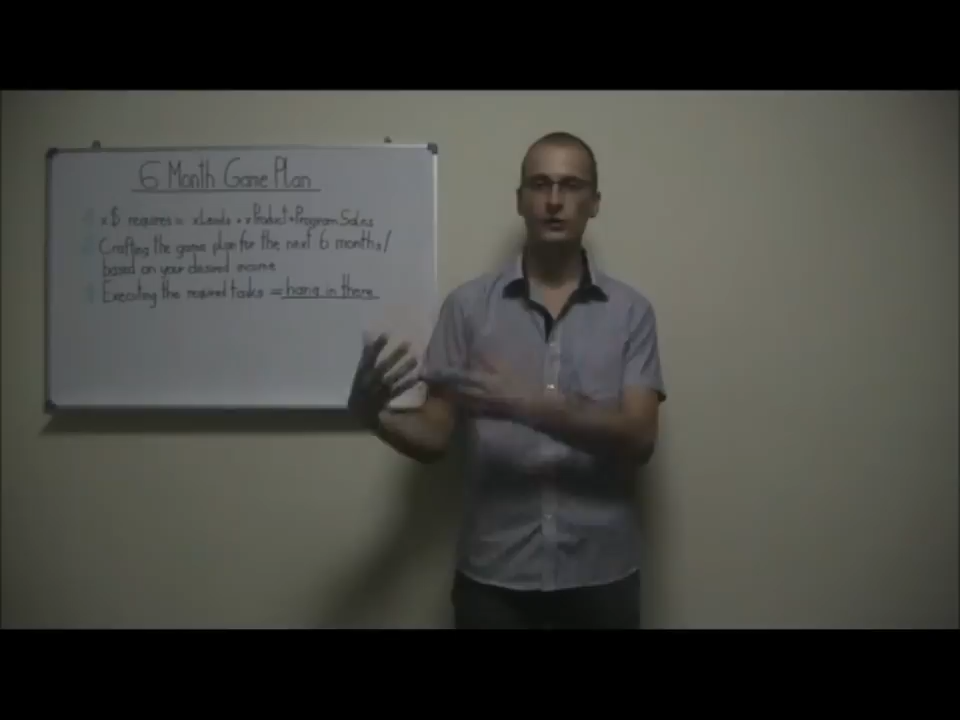 6 Month Game Plan
x$ requires = xLeads + xProduct + Program Sales
Crafting the game plan for the next 6 months/
based on your desired income
Executing the required tasks = hang in there